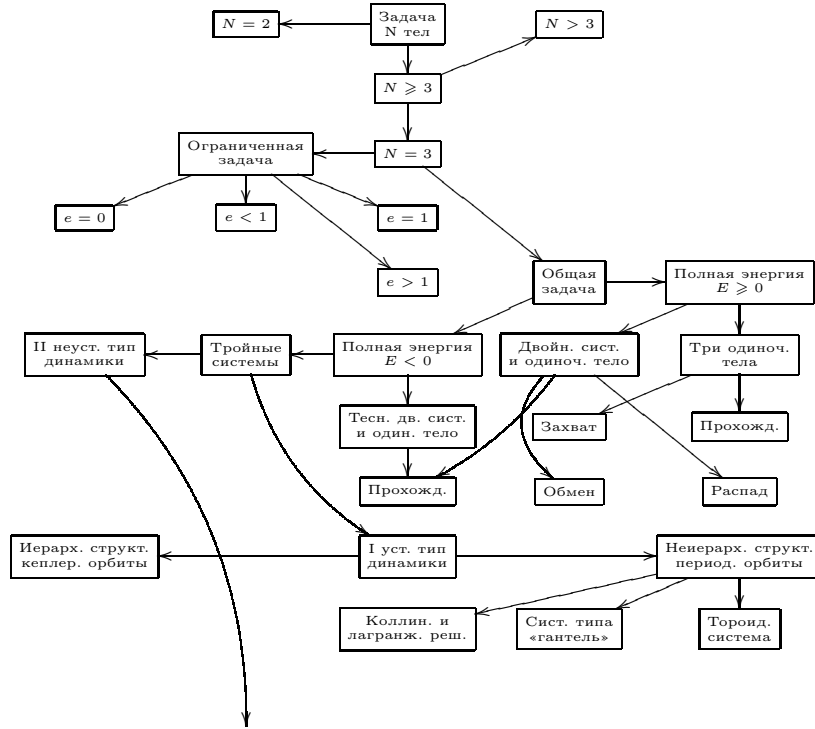 N = 2
Задача
N тел
N > 3
N ⩾ 3
Ограниченная
задача
N = 3
e = 0
e < 1
e = 1
e > 1
Общая
задача
Полная энергия
E ⩾ 0
II неуст. тип
динамики
Тройные
системы
Полная энергия
E < 0
Двойн. сист.
и одиноч. тело
Три одиноч.
тела
Тесн. дв. сист.
и один. тело
Захват
Прохожд.
Прохожд.
Обмен
Распад
Иерарх. структ.
кеплер. орбиты
I уст. тип
динамики
Неиерарх. структ.
период. орбиты
Коллин. и
лагранж. реш.
Сист. типа
«гантель»
Тороид.
система